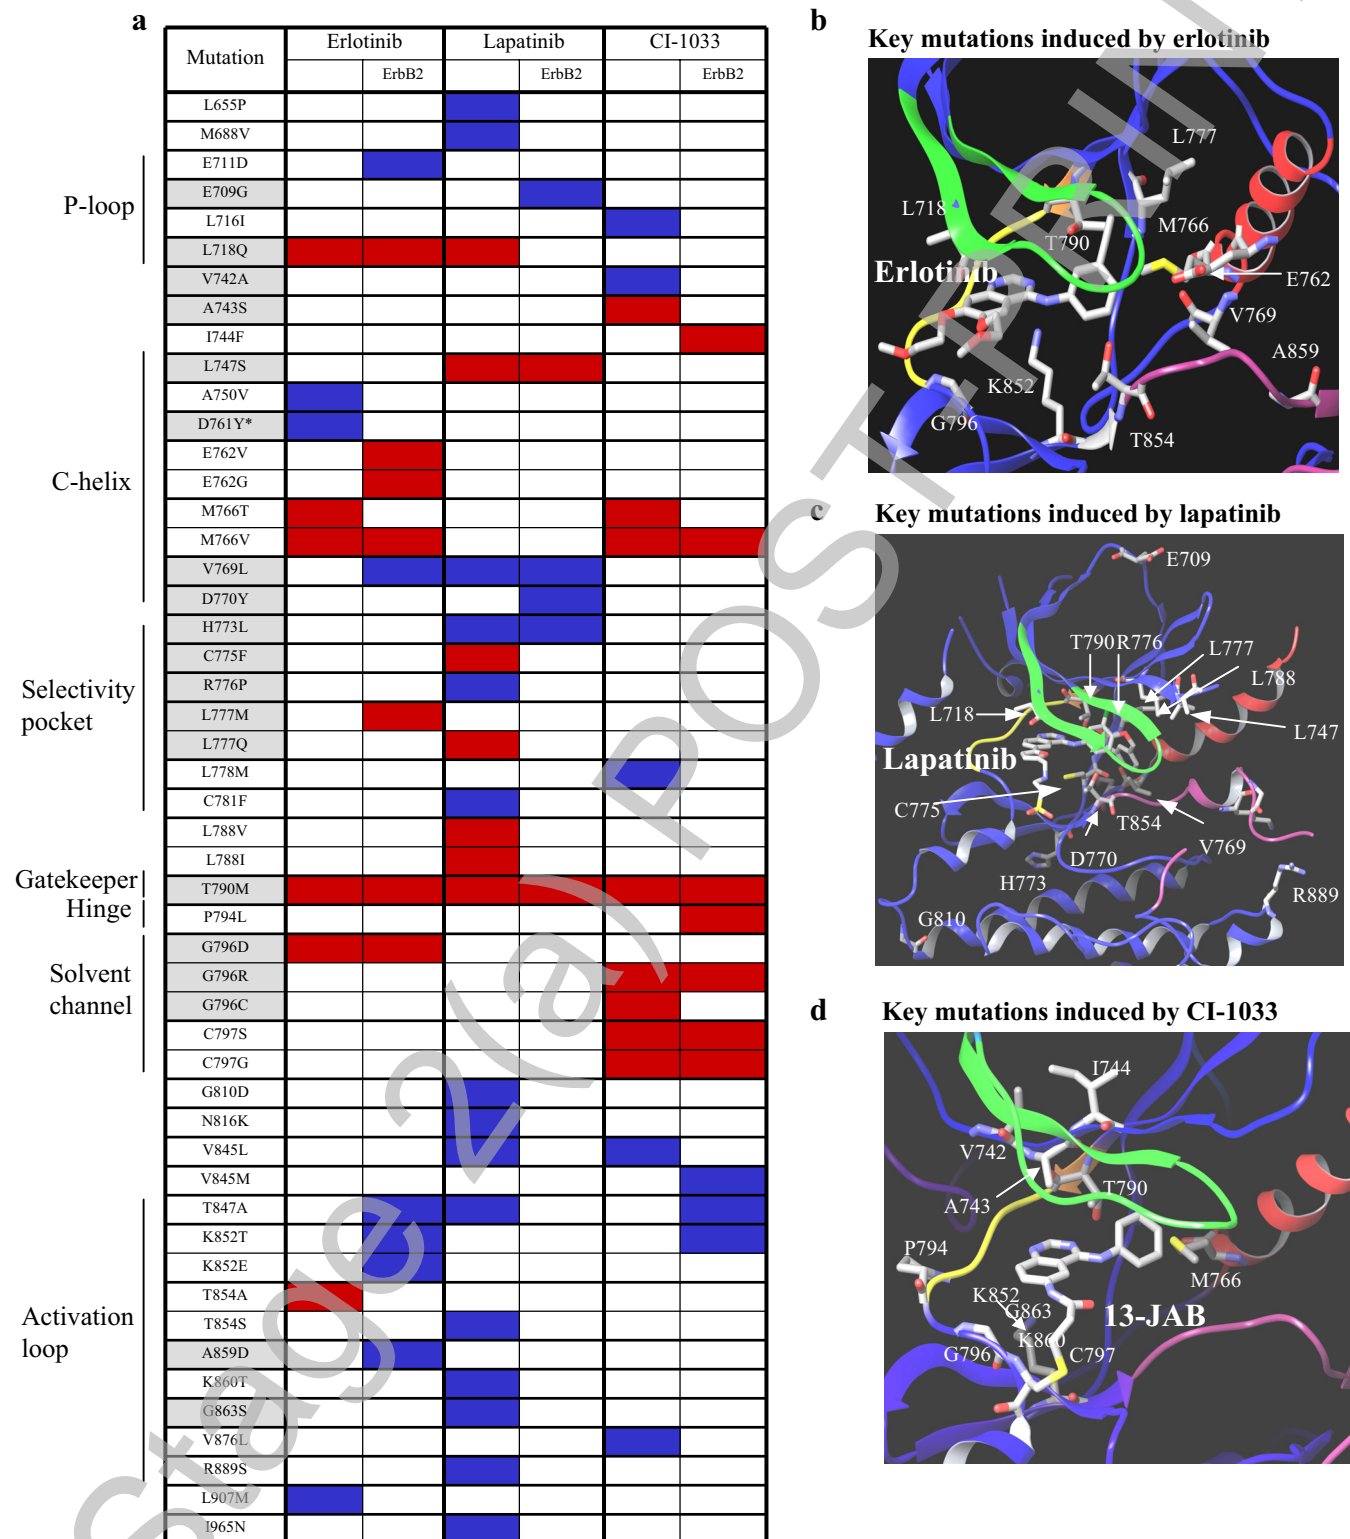 a
Mutation Erlotinib Lapatinib CI-1033
ErbB2 ErbB2 ErbB2
L655P
M688V
E711D
P-loop
E709G
L716I
L718Q
V742A
A743S
I744F
L747S
A750V
D761Y*
E762V
C-helix
E762G
M766T
M766V
V769L
D770Y
H773L
C775F
Selectivity
pocket
R776P
L777M
L777Q
L778M
C781F
L788V
L788I
Gatekeeper
T790M
Hinge
P794L
G796D
Solvent
channel
G796R
G796C
C797S
C797G
G810D
N816K
V845L
V845M
T847A
K852T
K852E
T854A
Activation
loop
T854S
A859D
K860T
G863S
V876L
R889S
L907M
I965N
b
Key mutations induced by erlotinib
L777
L718
M766
T790
Erlotinib
E762
V769
A859
K852
G796
T854
c Key mutations induced by lapatinib
E709
T790 R776 L777
L788
L718
L747
Lapatinib
C775
T854
D770 V769
H773
R889
G810
d Key mutations induced by CI-1033
I744
V742
T790
A743
P794
M766
K852
G863
13-JAB
K860
G796 C797
Stage 2(a) POST-PRINT